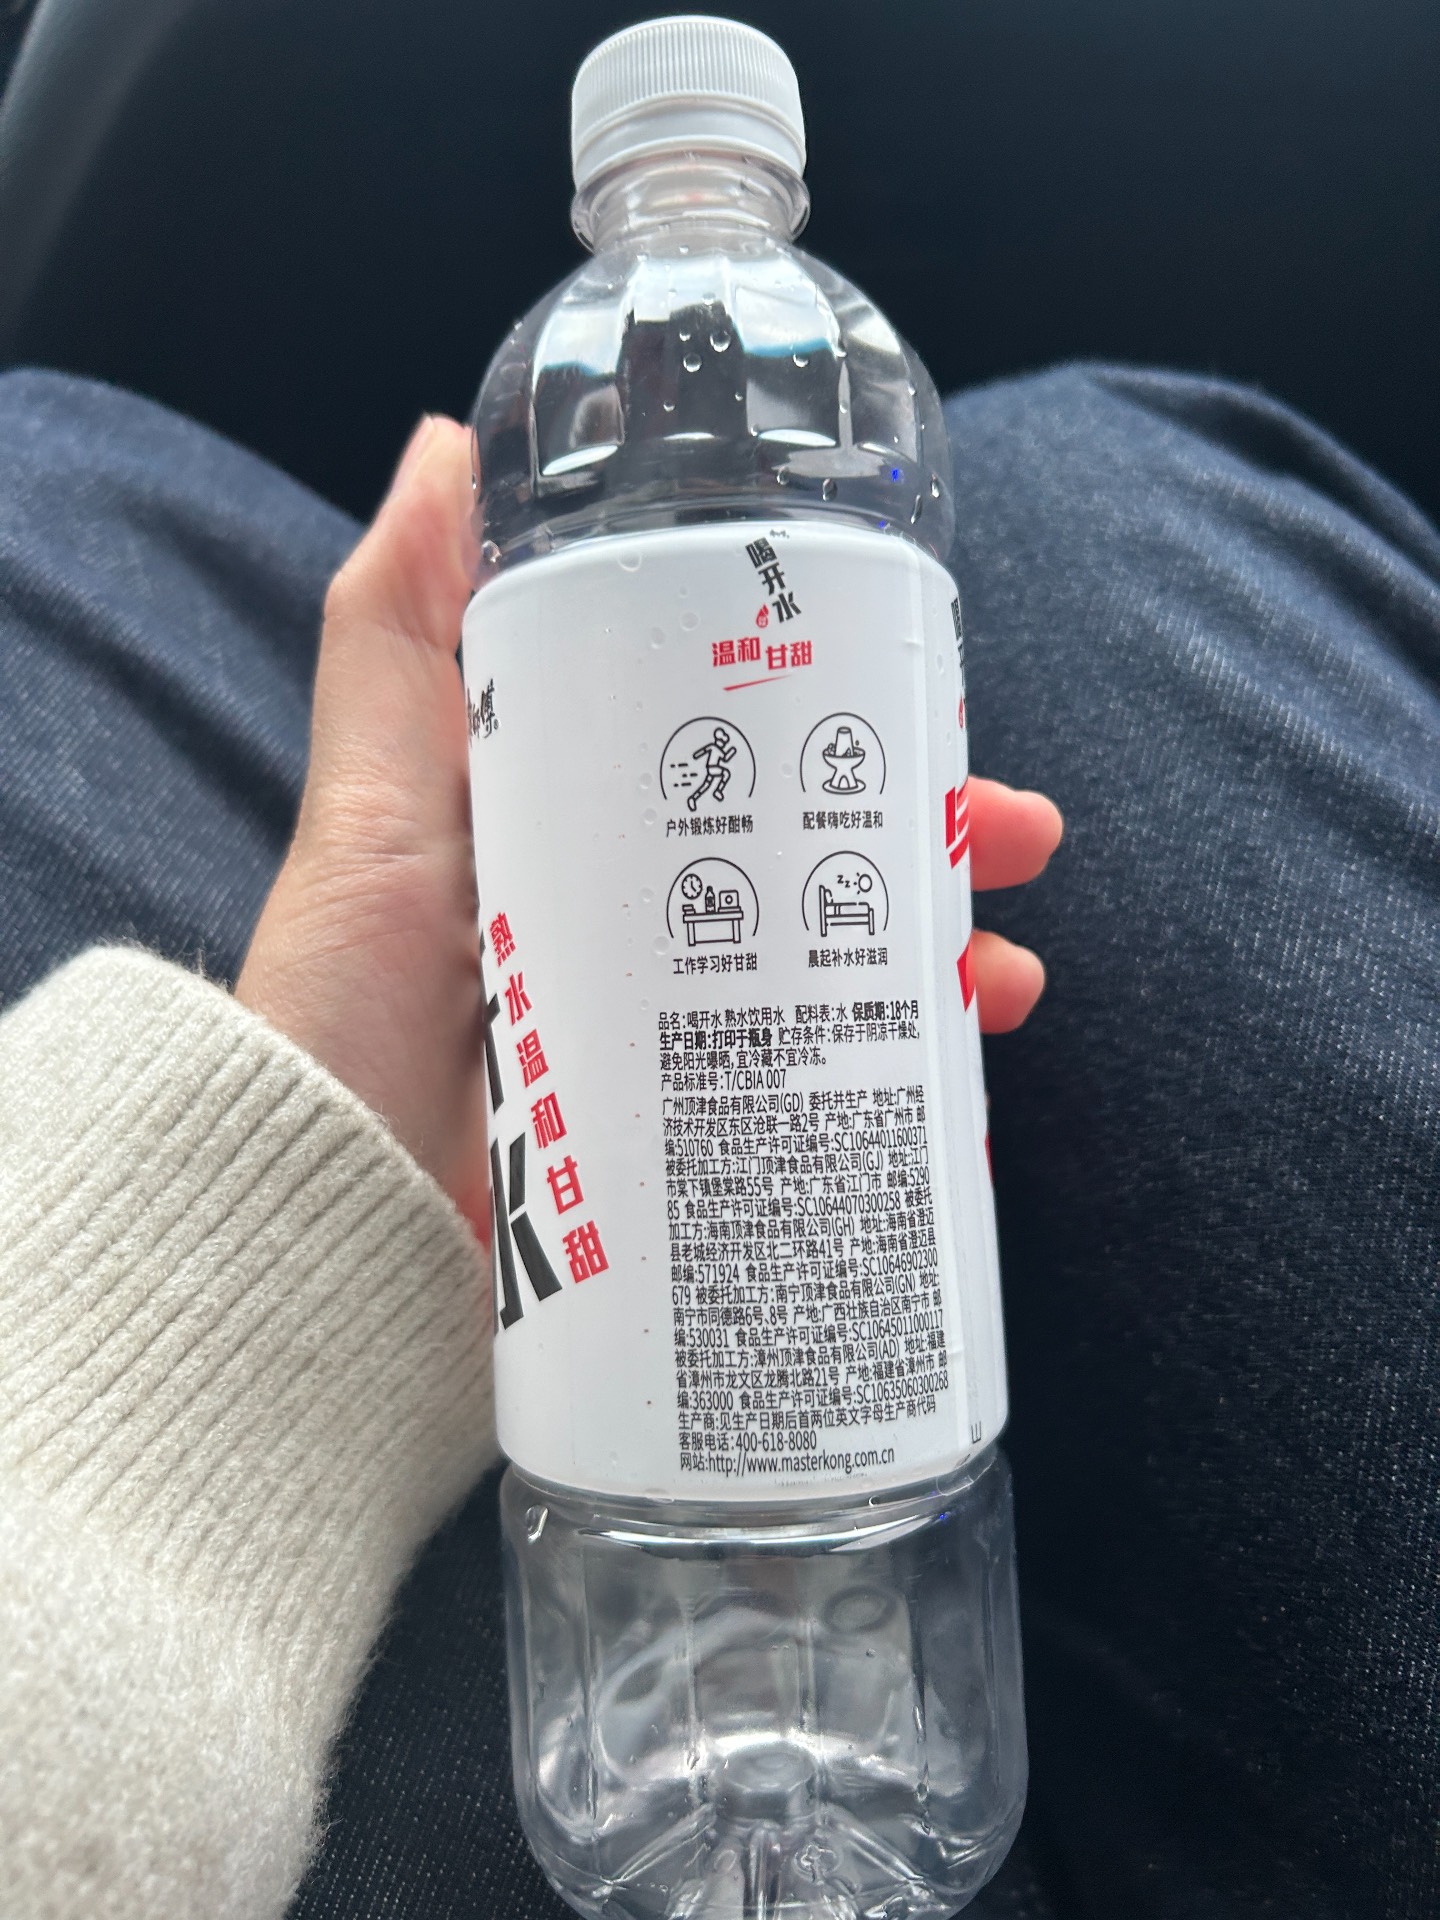 喝开水
温和甘甜
师傅
熟水温和甘甜
水
户外锻炼好酣畅
配餐嗨吃好温和
工作学习好甘甜
晨起补水好滋润
品名:喝开水 熟水饮用水 配料表:水 保质期:18个月
生产日期:打印于瓶身 贮存条件:保存于阴凉干燥处,
避免阳光曝晒,宜冷藏不宜冷冻。
产品标准号:T/CBIA 007
广州顶津食品有限公司(GD) 委托并生产 地址:广州经
济技术开发区东区沧联一路2号 产地:广东省广州市 邮
编:510760 食品生产许可证编号:SC10644011600371
被委托加工方:江门顶津食品有限公司(GJ) 地址:江门
市棠下镇堡棠路55号 产地:广东省江门市 邮编:5290
85 食品生产许可证编号:SC10644070300258 被委托
加工方:海南顶津食品有限公司(GH) 地址:海南省澄迈
县老城经济开发区北二环路41号 产地:海南省澄迈县
邮编:571924 食品生产许可证编号:SC10646902300
679 被委托加工方:南宁顶津食品有限公司(GN) 地址:
南宁市同德路6号、8号 产地:广西壮族自治区南宁市 邮
编:530031 食品生产许可证编号:SC10645011000117
被委托加工方:漳州顶津食品有限公司(AD) 地址:福建
省漳州市龙文区龙腾北路21号 产地:福建省漳州市 邮
编:363000 食品生产许可证编号:SC10635060300268
生产商:见生产日期后首两位英文字母生产商代码
客服电话:400-618-8080
网站:http://www.masterkong.com.cn